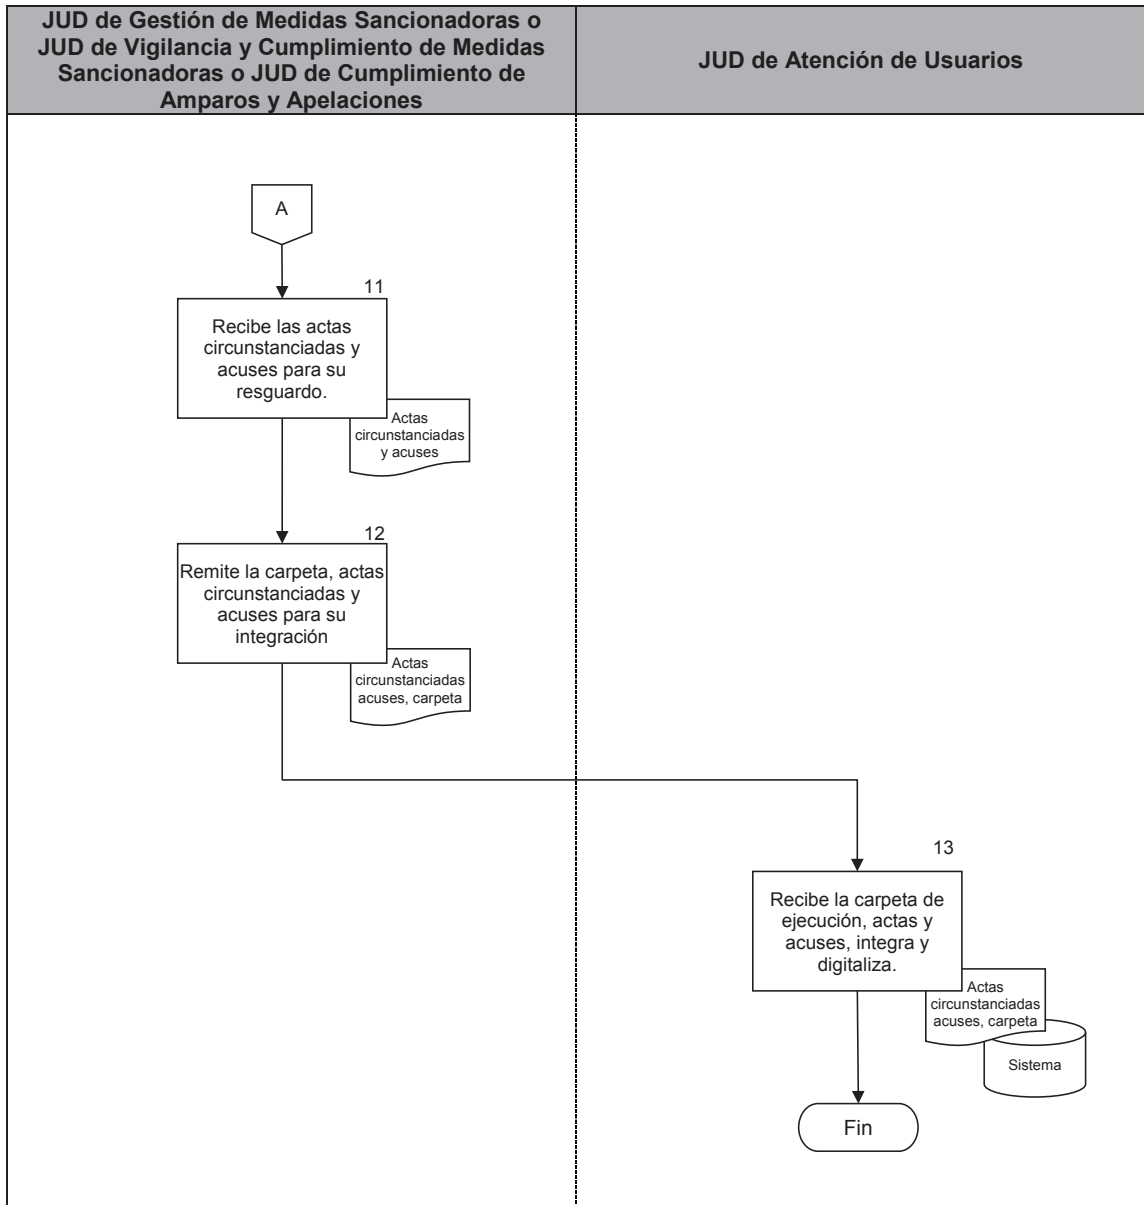 JUD de Gestión de Medidas Sancionadoras o
JUD de Vigilancia y Cumplimiento de Medidas
Sancionadoras o JUD de Cumplimiento de
Amparos y Apelaciones
JUD de Atención de Usuarios
A
11
Recibe las actas
circunstanciadas y
acuses para su
resguardo.
Actas
circunstanciadas
y acuses
12
Remite la carpeta, actas
circunstanciadas y
acuses para su
integración
Actas
circunstanciadas
acuses, carpeta
13
Recibe la carpeta de
ejecución, actas y
acuses, integra y
digitaliza.
Actas
circunstanciadas
acuses, carpeta
Sistema
Fin